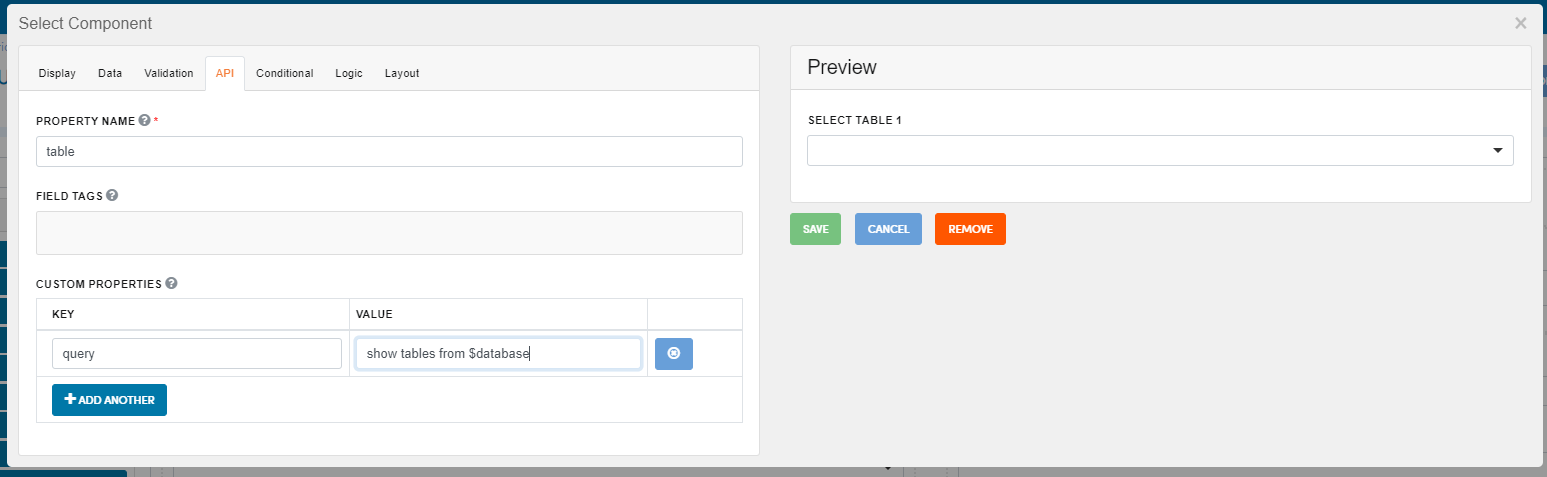 Select Component
×
Display Data Validation API Conditional Logic Layout
PROPERTY NAME ? *
table
FIELD TAGS ?
CUSTOM PROPERTIES ?
KEY VALUE
query show tables from $database
+ ADD ANOTHER
Preview
SELECT TABLE 1
SAVE CANCEL REMOVE